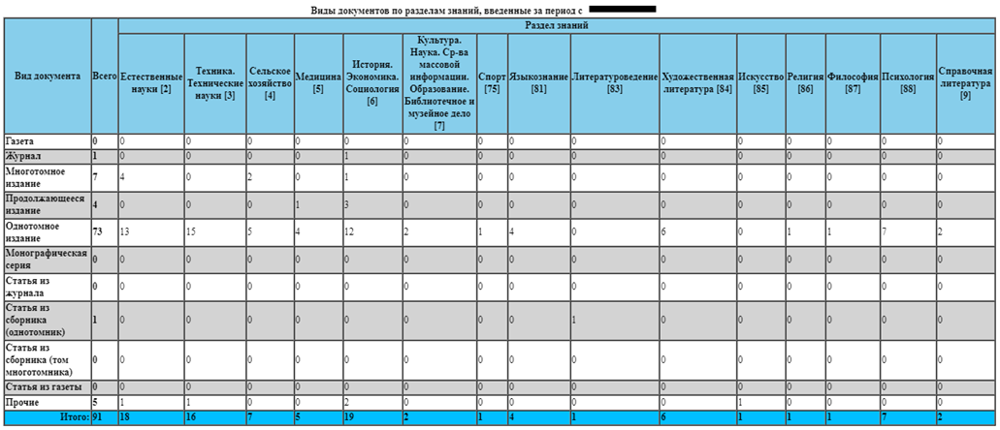 Виды документов по разделам знаний, введенные за период с
Вид документа Всего Раздел знаний
Естественные науки [2] Техника. Технические науки [3] Сельское хозяйство [4] Медицина [5] История. Экономика. Социология [6] Культура. Наука. Ср-ва массовой информации. Образование. Библиотечное и музейное дело [7] Спорт [75] Языкознание [81] Литературоведение [83] Художественная литература [84] Искусство [85] Религия [86] Философия [87] Психология [88] Справочная литература [9]
Газета 0 0 0 0 0 0 0 0 0 0 0 0 0 0 0 0
Журнал 1 0 0 0 0 1 0 0 0 0 0 0 0 0 0 0
Многотомное издание 7 4 0 2 0 1 0 0 0 0 0 0 0 0 0 0
Продолжающееся издание 4 0 0 0 1 3 0 0 0 0 0 0 0 0 0 0
Однотомное издание 73 13 15 5 4 12 2 1 4 0 6 0 1 1 7 2
Монографическая серия 0 0 0 0 0 0 0 0 0 0 0 0 0 0 0 0
Статья из журнала 0 0 0 0 0 0 0 0 0 0 0 0 0 0 0 0
Статья из сборника (однотомник) 1 0 0 0 0 0 0 0 0 1 0 0 0 0 0 0
Статья из сборника (том многотомника) 0 0 0 0 0 0 0 0 0 0 0 0 0 0 0 0
Статья из газеты 0 0 0 0 0 0 0 0 0 0 0 0 0 0 0 0
Прочие 5 1 1 0 0 2 0 0 0 0 0 1 0 0 0 0
Итого: 91 18 16 7 5 19 2 1 4 1 6 1 1 1 7 2